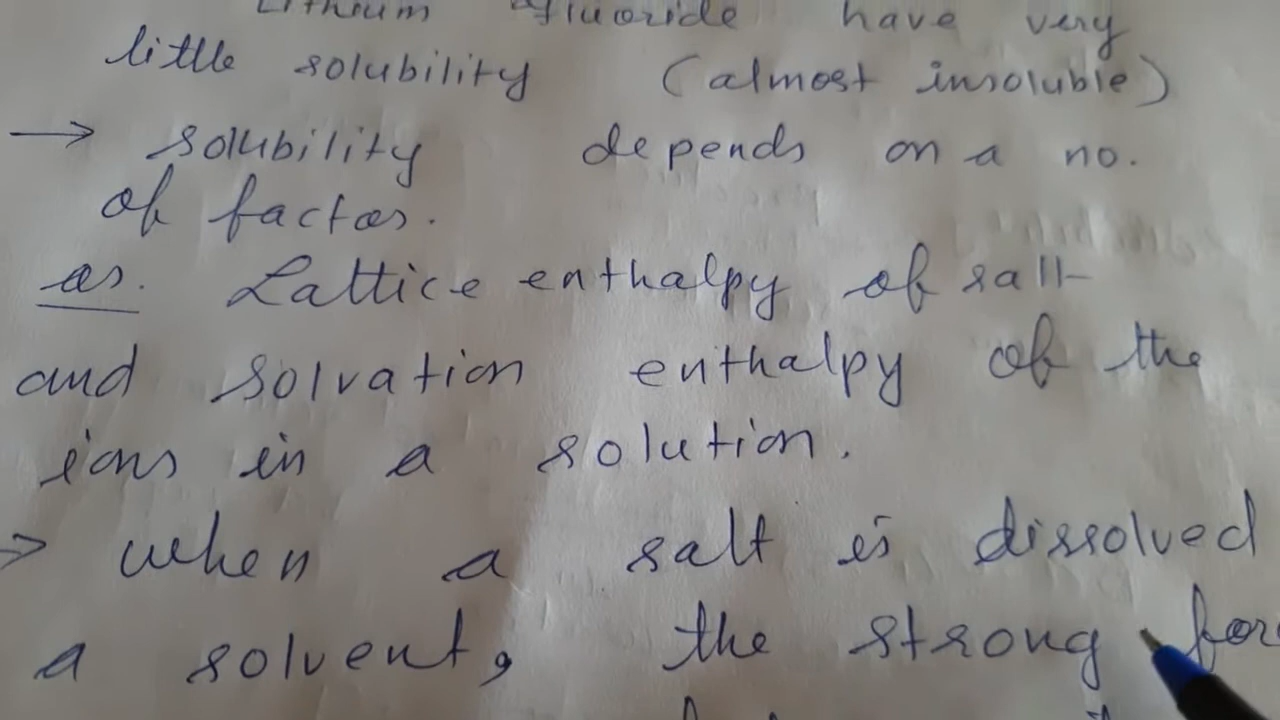 Lithium fluoride have very
little solubility (almost insoluble)
→ solubility depends on a no.
of factors.
as. Lattice enthalpy of salt
and solvation enthalpy of the
ions in a solution.
→ when a salt is dissolved
a solvent, the strong